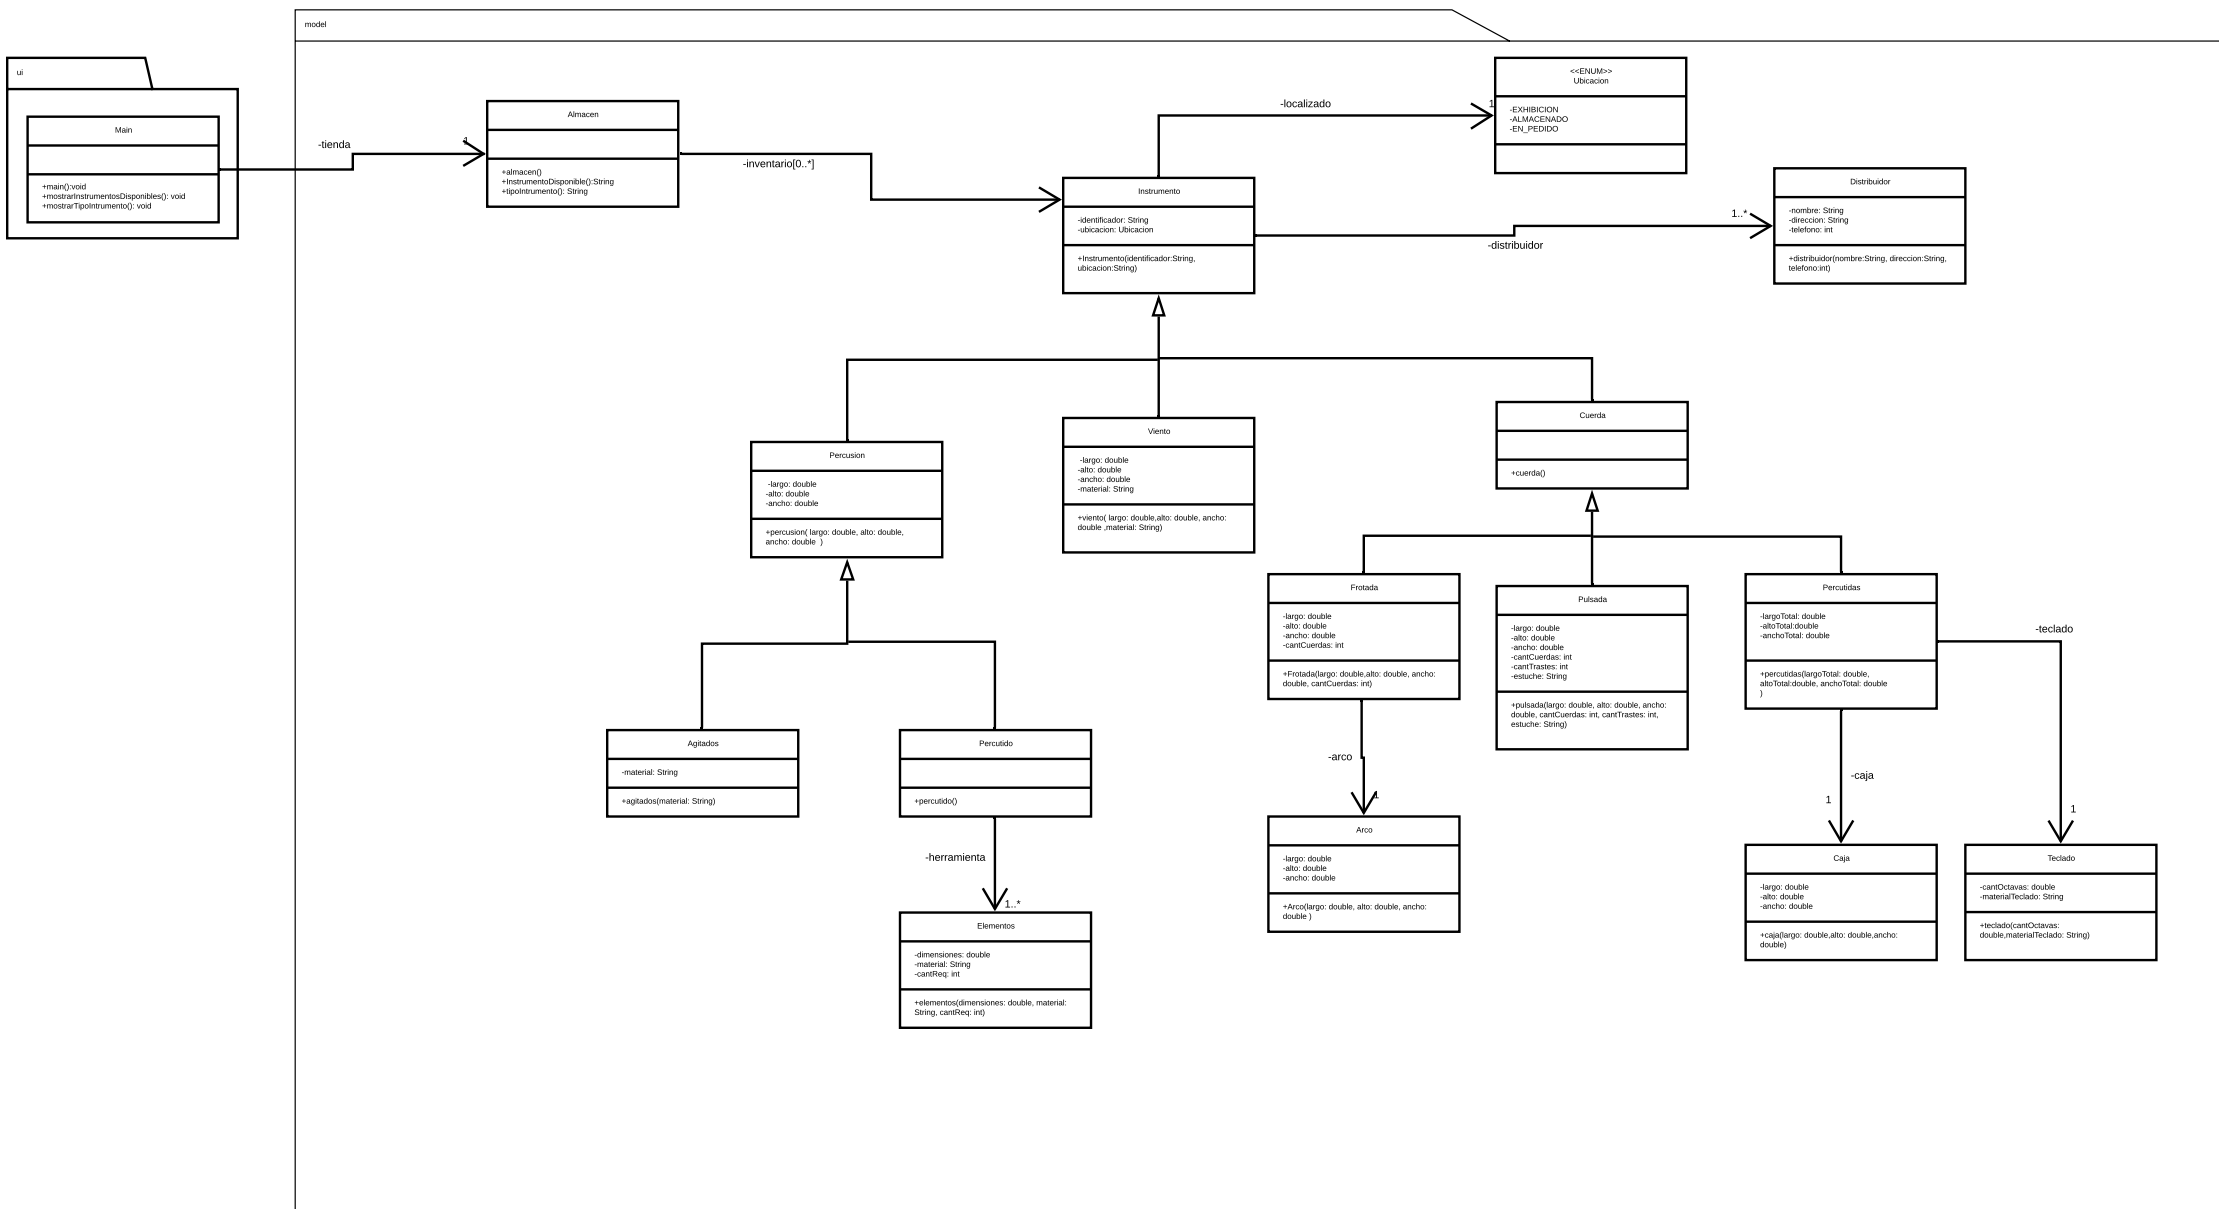 model
ui
Main
+main():void
+mostrarInstrumentosDisponibles(): void
+mostrarTipoIntrumento(): void
-tienda
1
Almacen
+almacen()
+InstrumentoDisponible():String
+tipoIntrumento(): String
-inventario[0..*]
-localizado
1
<<ENUM>>
Ubicacion
-EXHIBICION
-ALMACENADO
-EN_PEDIDO
Instrumento
-identificador: String
-ubicacion: Ubicacion
+Instrumento(identificador:String,
ubicacion:String)
-distribuidor
1..*
Distribuidor
-nombre: String
-direccion: String
-telefono: int
+distribuidor(nombre:String, direccion:String,
telefono:int)
Percusion
-largo: double
-alto: double
-ancho: double
+percusion( largo: double, alto: double,
ancho: double  )
Viento
-largo: double
-alto: double
-ancho: double
-material: String
+viento( largo: double,alto: double, ancho:
double ,material: String)
Cuerda
+cuerda()
Frotada
-largo: double
-alto: double
-ancho: double
-cantCuerdas: int
+Frotada(largo: double,alto: double, ancho:
double, cantCuerdas: int)
Pulsada
-largo: double
-alto: double
-ancho: double
-cantCuerdas: int
-cantTrastes: int
-estuche: String
+pulsada(largo: double, alto: double, ancho:
double, cantCuerdas: int, cantTrastes: int,
estuche: String)
Percutidas
-largoTotal: double
-altoTotal:double
-anchoTotal: double
+percutidas(largoTotal: double,
altoTotal:double, anchoTotal: double
)
-teclado
1
-caja
1
-arco
1
Agitados
-material: String
+agitados(material: String)
Percutido
+percutido()
-herramienta
1..*
Elementos
-dimensiones: double
-material: String
-cantReq: int
+elementos(dimensiones: double, material:
String, cantReq: int)
Arco
-largo: double
-alto: double
-ancho: double
+Arco(largo: double, alto: double, ancho:
double )
Caja
-largo: double
-alto: double
-ancho: double
+caja(largo: double,alto: double,ancho:
double)
Teclado
-cantOctavas: double
-materialTeclado: String
+teclado(cantOctavas:
double,materialTeclado: String)